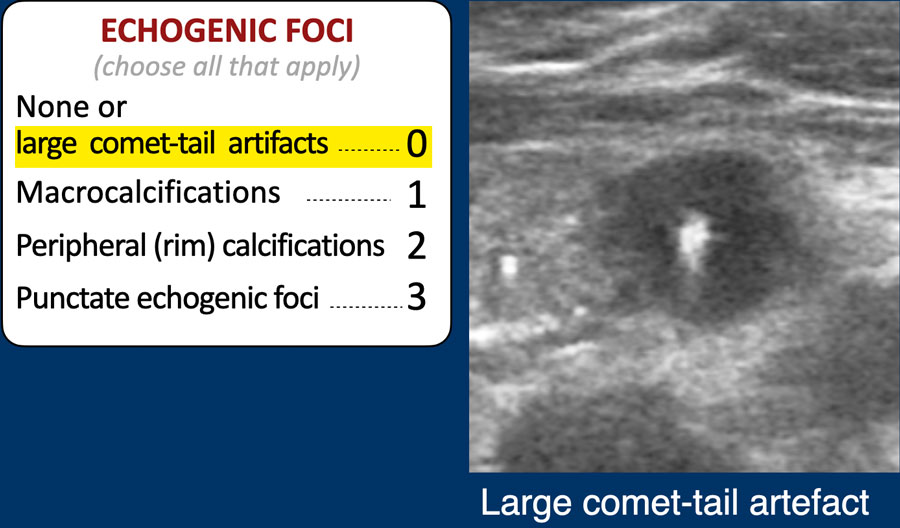 ECHOGENIC FOCI
(choose all that apply)
None or
large comet-tail artifacts .......... 0
Macrocalcifications .............. 1
Peripheral (rim) calcifications 2
Punctate echogenic foci ............ 3
Large comet-tail artefact